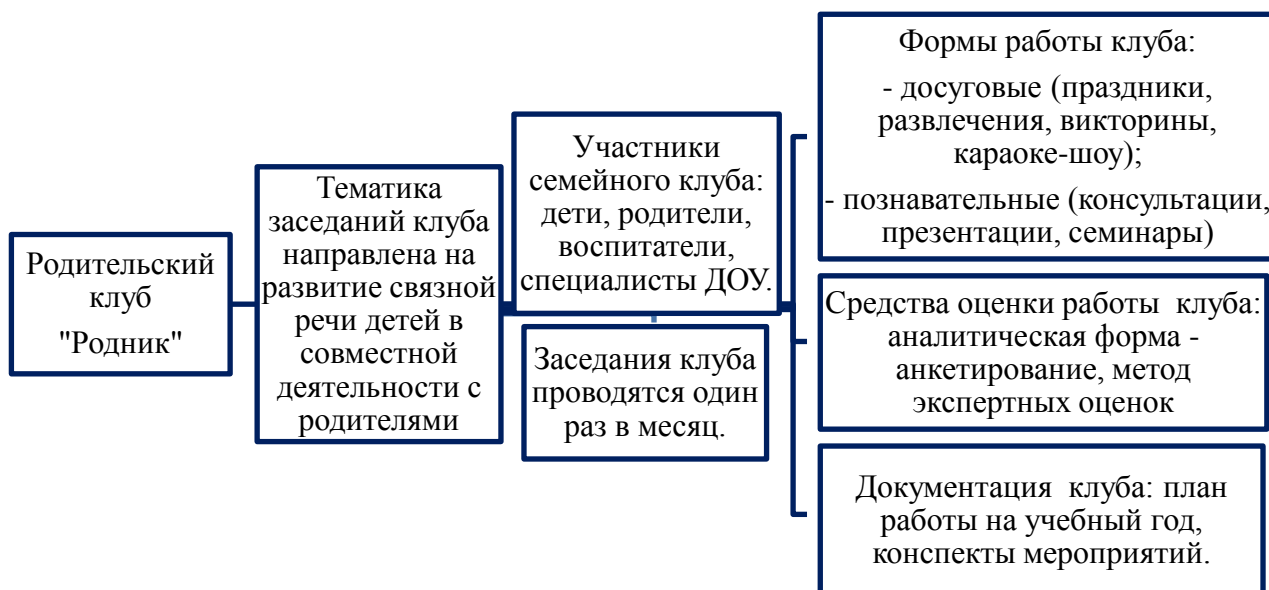 Родительский
клуб
"Родник"
Тематика
заседаний клуба
направлена на
развитие связной
речи детей в
совместной
деятельности с
родителями
Участники
семейного клуба:
дети, родители,
воспитатели,
специалисты ДОУ.
Заседания клуба
проводятся один
раз в месяц.
Формы работы клуба:
- досуговые (праздники,
развлечения, викторины,
караоке-шоу);
- познавательные (консультации,
презентации, семинары)
Средства оценки работы клуба:
аналитическая форма -
анкетирование, метод
экспертных оценок
Документация клуба: план
работы на учебный год,
конспекты мероприятий.